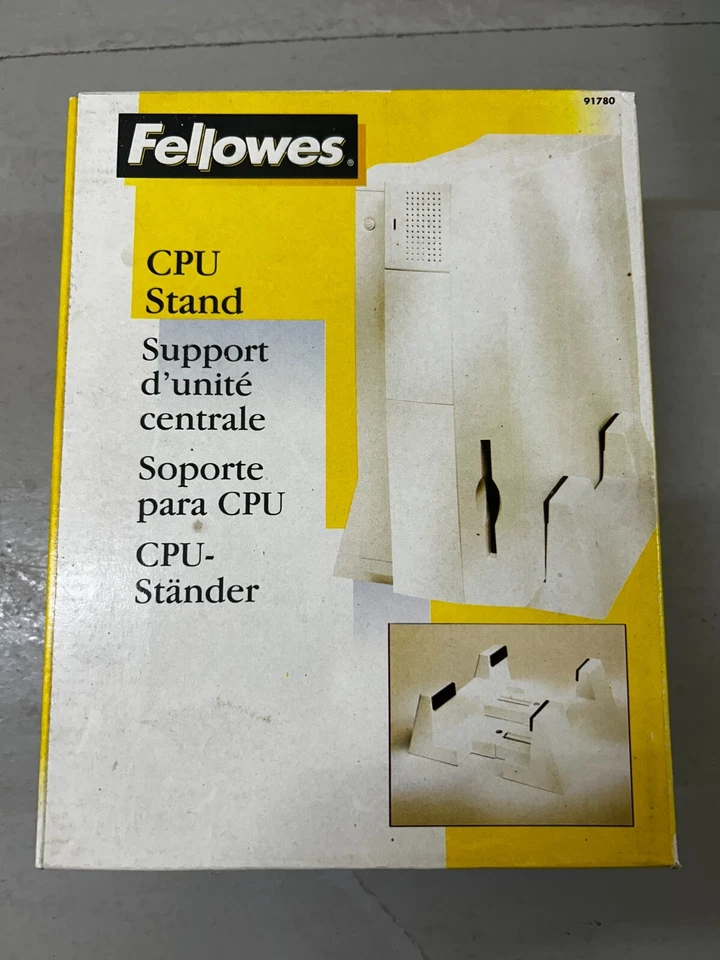 91780
Fellowes®
CPU
Stand
Support
d'unité
centrale
Soporte
para CPU
CPU-
Ständer